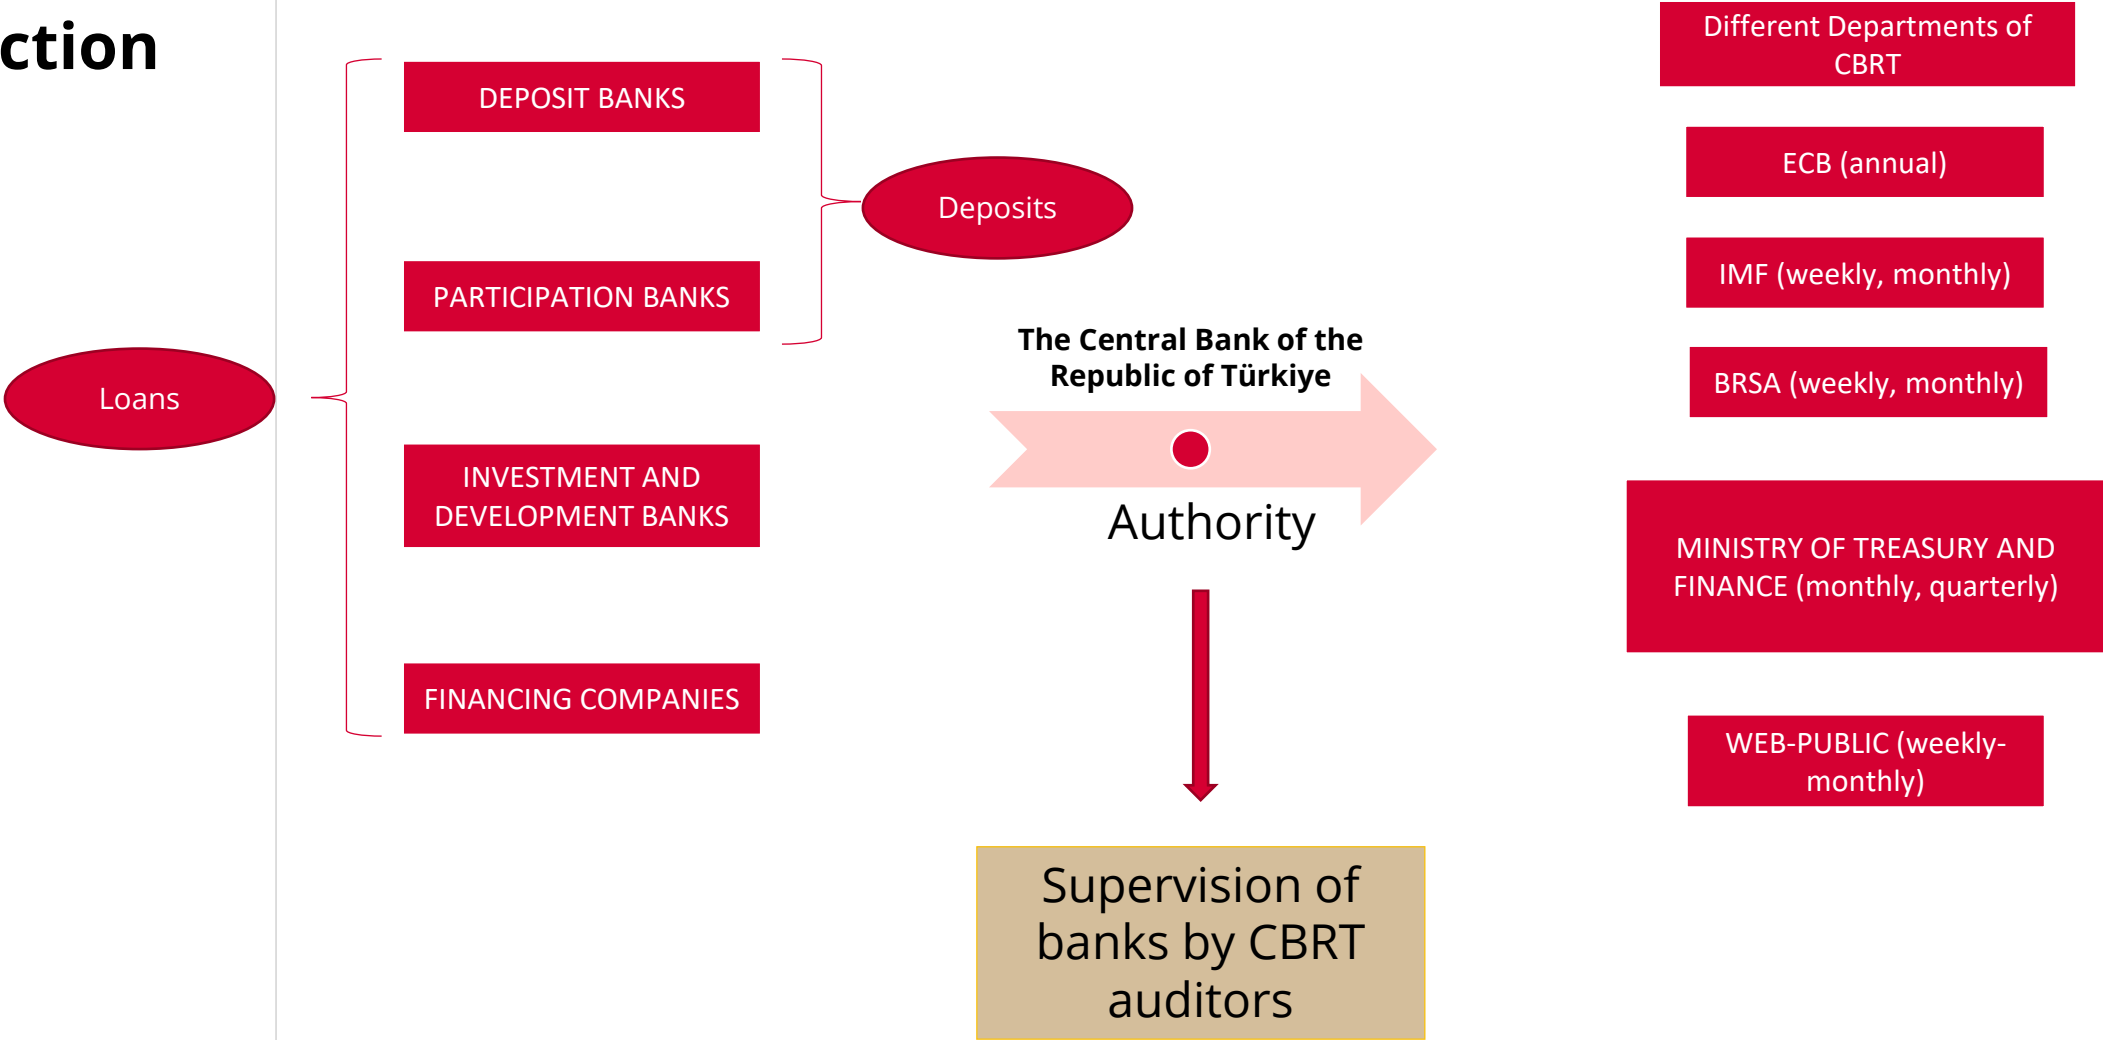 ction
Loans
DEPOSIT BANKS
PARTICIPATION BANKS
INVESTMENT AND
DEVELOPMENT BANKS
FINANCING COMPANIES
Deposits
The Central Bank of the
Republic of Türkiye
Authority
Supervision of
banks by CBRT
auditors
Different Departments of
CBRT
ECB (annual)
IMF (weekly, monthly)
BRSA (weekly, monthly)
MINISTRY OF TREASURY AND
FINANCE (monthly, quarterly)
WEB-PUBLIC (weekly-
monthly)